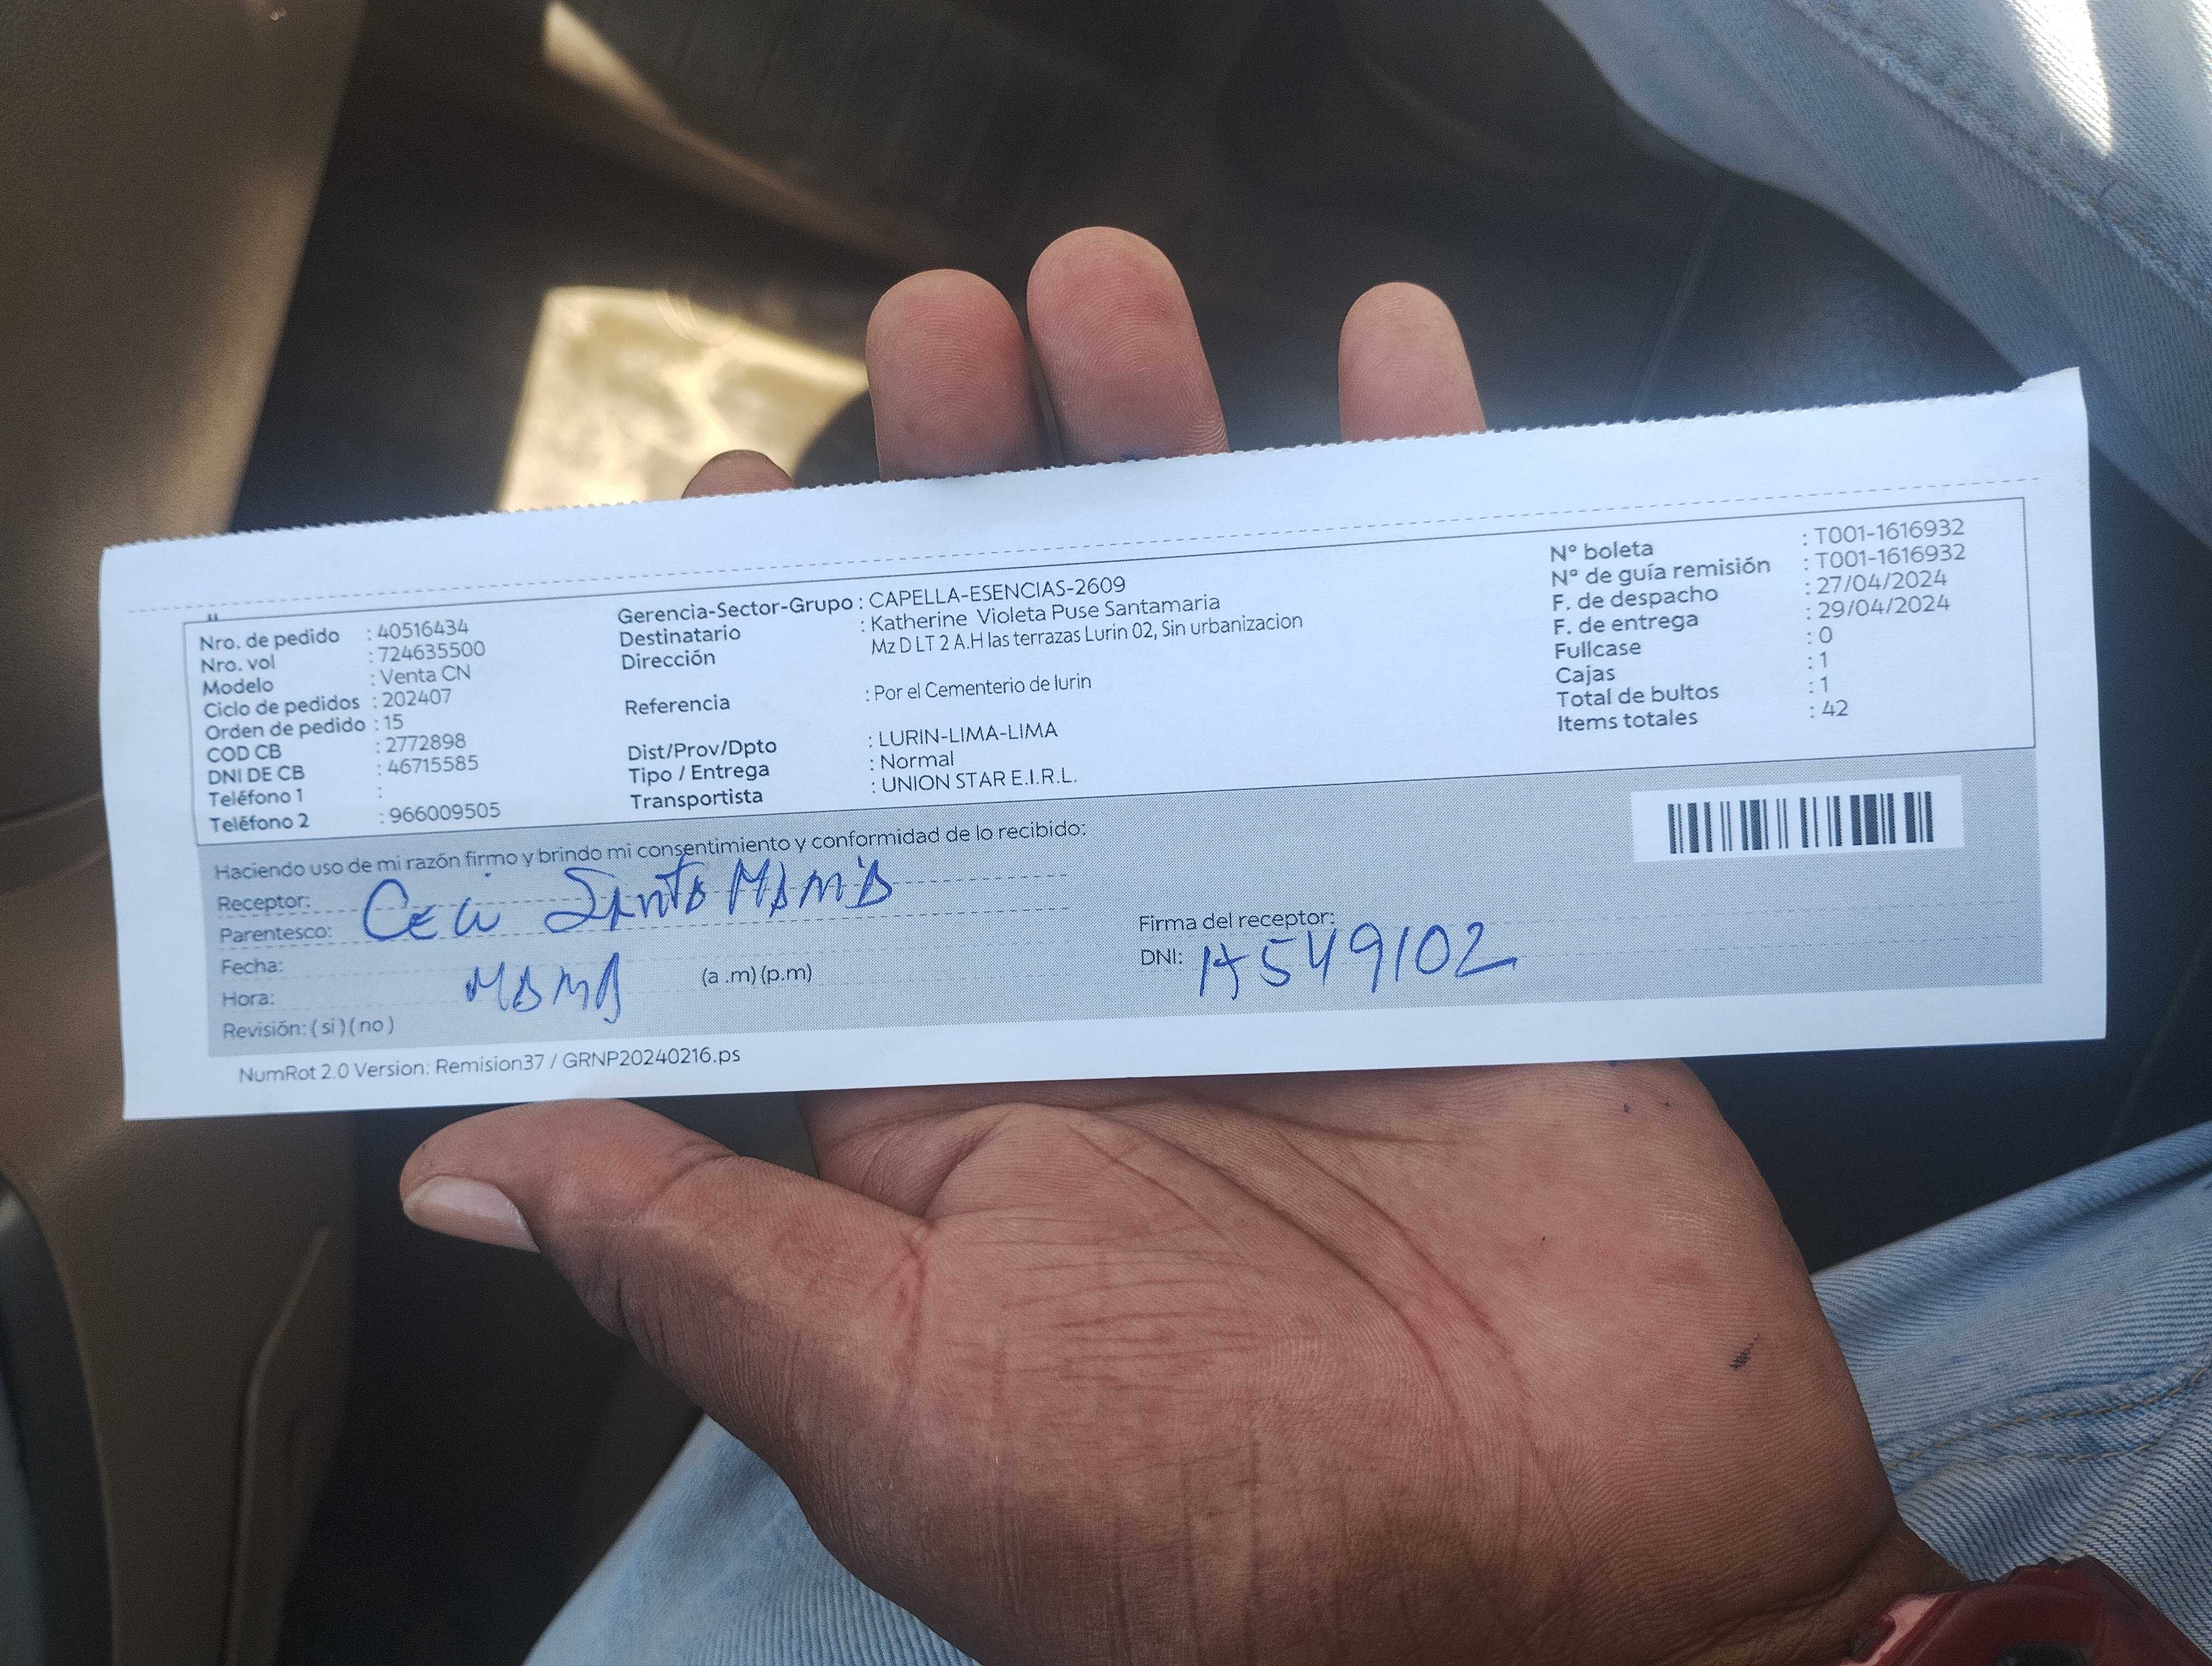 Nro. de pedido : 40516434
Nro. vol : 724635500
Modelo : Venta CN
Ciclo de pedidos : 202407
Orden de pedido : 15
COD CB : 2772898
DNI DE CB : 46715585
Teléfono 1 :
Teléfono 2 : 966009505
Gerencia-Sector-Grupo : CAPELLA-ESENCIAS-2609
Destinatario : Katherine Violeta Puse Santamaria
Dirección Mz D LT 2 A.H las terrazas Lurin 02, Sin urbanizacion
Referencia : Por el Cementerio de lurin
Dist/Prov/Dpto : LURIN-LIMA-LIMA
Tipo / Entrega : Normal
Transportista : UNION STAR E.I.R.L.
N° boleta : T001-1616932
N° de guía remisión : T001-1616932
F. de despacho : 27/04/2024
F. de entrega : 29/04/2024
Fullcase : 0
Cajas : 1
Total de bultos : 1
Items totales : 42
Haciendo uso de mi razón firmo y brindo mi consentimiento y conformidad de lo recibido:
Receptor:
Parentesco:
Fecha:
Hora: MAMA (a .m) (p.m)
Revisión: ( si ) ( no )
Firma del receptor:
DNI:
NumRot 2.0 Version: Remision37 / GRNP20240216.ps